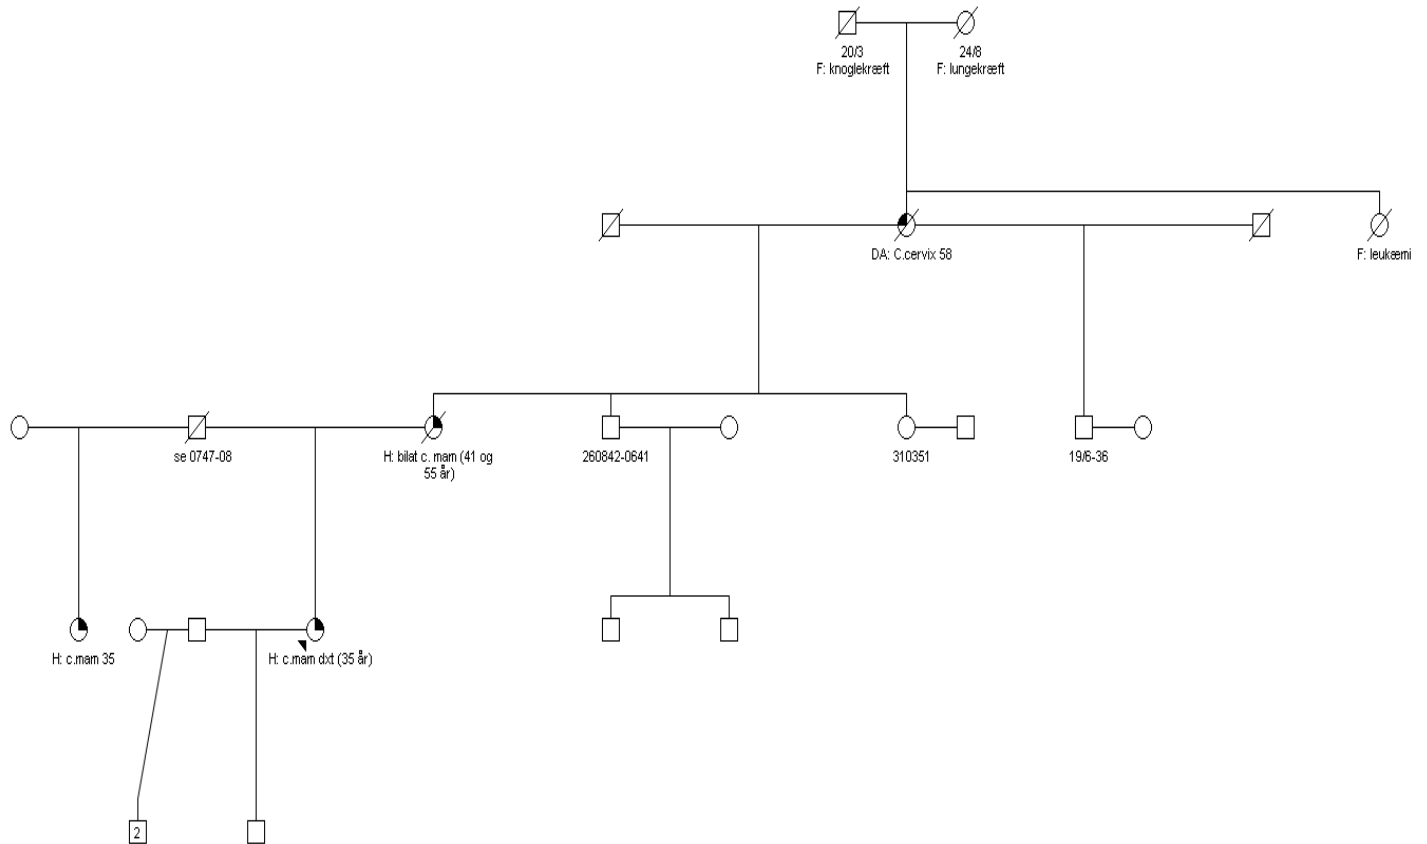 20/3
F: knoglekræft
24/8
F: lungekræft
DA: C.cervix 58
F: leukæmi
se 0747-08
H: bilat c. mam (41 og
55 år)
260842-0641
310351
19/6-36
H: c.mam 35
H: c.mam dxt (35 år)
2